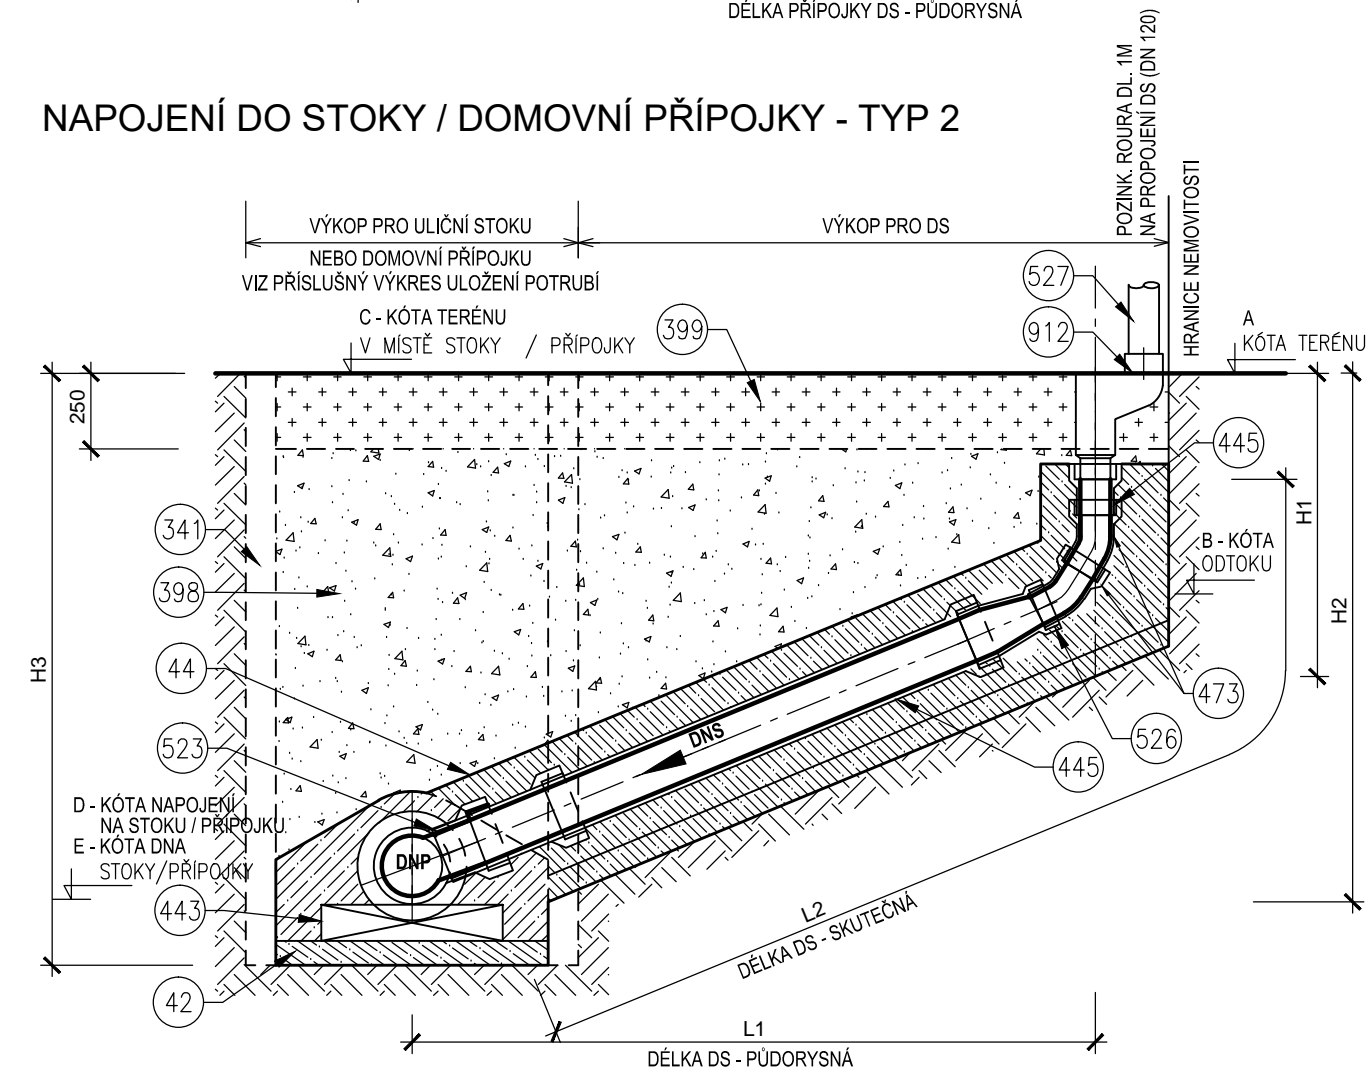 DÉLKA PŘÍPOJKY DS - PŮDORYSNÁ
NAPOJENÍ DO STOKY / DOMOVNÍ PŘÍPOJKY - TYP 2
POZINK. ROURA DL. 1M
NA PROPOJENÍ DS (DN 120)
HRANICE NEMOVITOSTI
VÝKOP PRO ULIČNÍ STOKU
NEBO DOMOVNÍ PŘÍPOJKU
VIZ PŘÍSLUŠNÝ VÝKRES ULOŽENÍ POTRUBÍ
VÝKOP PRO DS
527
C - KÓTA TERÉNU
V MÍSTĚ STOKY / PŘÍPOJKY
399
912
A
KÓTA TERÉNU
250
445
H1
341
B - KÓTA
ODTOKU
398
H2
H3
44
473
523
DNS
526
445
D - KÓTA NAPOJENÍ
NA STOKU / PŘÍPOJKU
E - KÓTA DNA
STOKY/PŘÍPOJKY
DNP
443
L2
DÉLKA DS - SKUTEČNÁ
42
L1
DÉLKA DS - PŮDORYSNÁ